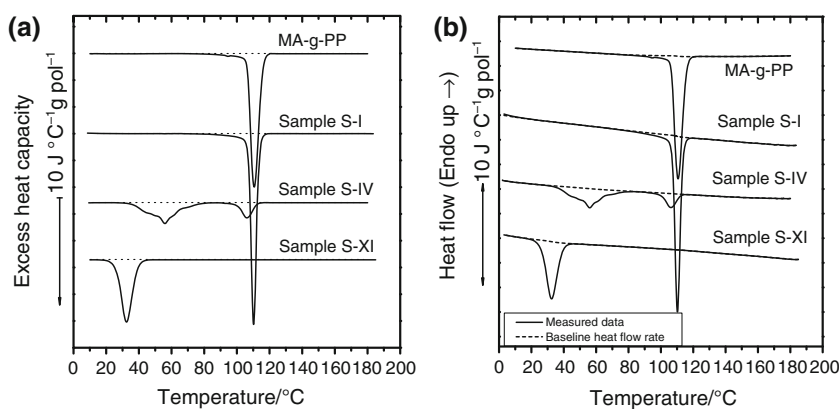 (a)
MA-g-PP
Sample S-I
Sample S-IV
Sample S-XI
Excess heat capacity
10 J °C⁻¹g pol⁻¹
0 20 40 60 80 100 120 140 160 180 200
Temperature/°C
(b)
MA-g-PP
Sample S-I
Sample S-IV
Sample S-XI
Heat flow (Endo up →)
10 J °C⁻¹g pol⁻¹
Measured data
Baseline heat flow rate
0 20 40 60 80 100 120 140 160 180 200
Temperature/°C